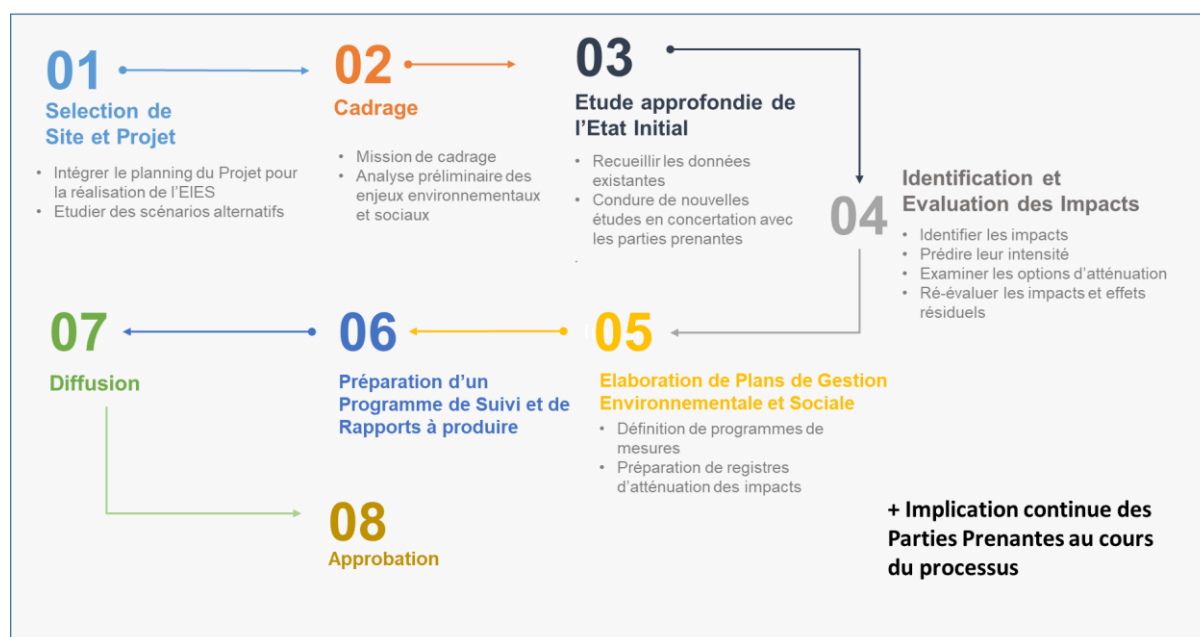 01
Selection de
Site et Projet
• Intégrer le planning du Projet pour
la réalisation de l'EIES
• Etudier des scénarios alternatifs
02
Cadrage
• Mission de cadrage
• Analyse préliminaire des
enjeux environnementaux
et sociaux
03
Etude approfondie de
l'Etat Initial
• Recueillir les données
existantes
• Condure de nouvelles
études en concertation avec
les parties prenantes
.
04
Identification et
Evaluation des Impacts
• Identifier les impacts
• Prédire leur intensité
• Examiner les options d'atténuation
• Ré-évaluer les impacts et effets
résiduels
05
Elaboration de Plans de Gestion
Environnementale et Sociale
• Définition de programmes de
mesures
• Préparation de registres
d'atténuation des impacts
06
Préparation d'un
Programme de Suivi et de
Rapports à produire
07
Diffusion
08
Approbation
+ Implication continue des
Parties Prenantes au cours
du processus